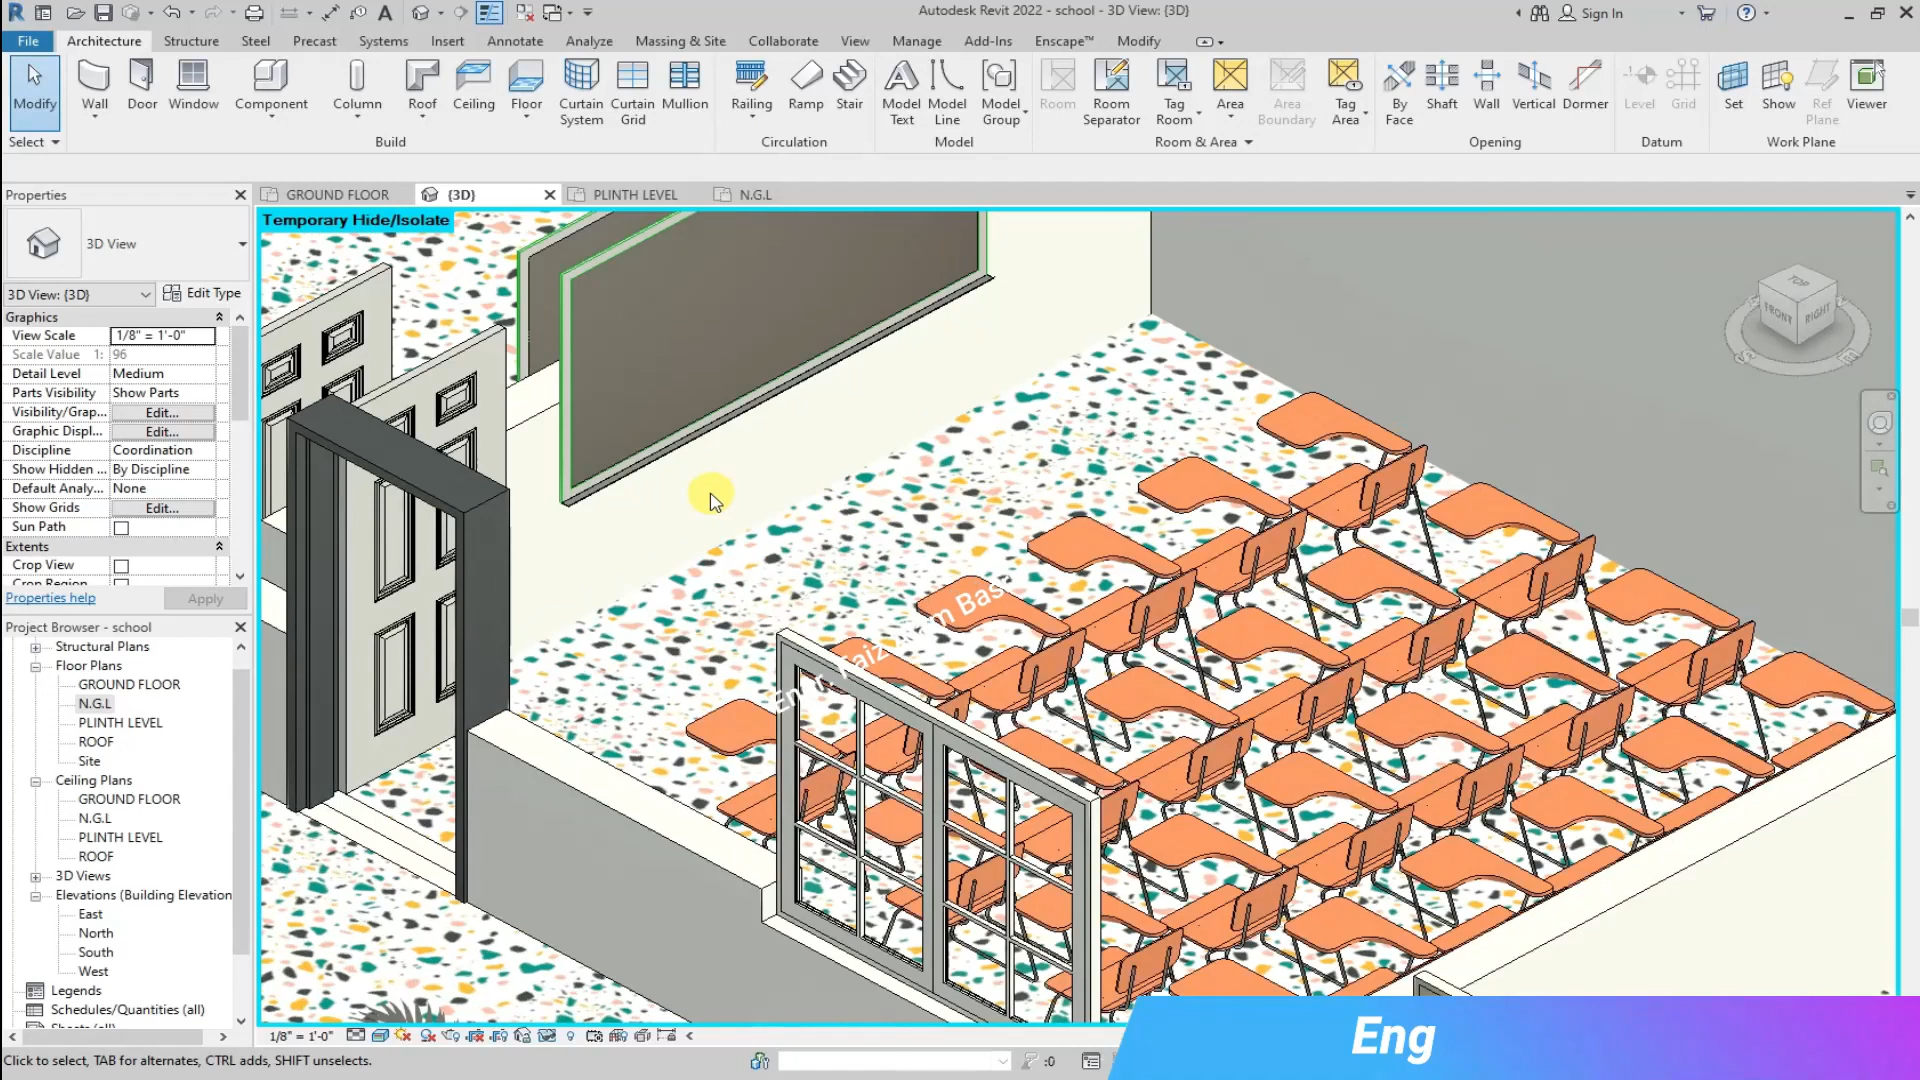 Autodesk Revit 2022 - school - 3D View: {3D}
Sign In
File
Architecture
Structure
Steel
Precast
Systems
Insert
Annotate
Analyze
Massing & Site
Collaborate
View
Manage
Add-Ins
Enscape™
Modify
Modify
Wall
Door
Window
Component
Column
Roof
Ceiling
Floor
Curtain System
Curtain Grid
Mullion
Railing
Ramp
Stair
Model Text
Model Line
Model Group
Room
Room Separator
Tag Room
Area
Area Boundary
Tag Area
By Face
Shaft
Wall
Vertical
Dormer
Level
Grid
Set
Show
Ref Plane
Viewer
Select
Build
Circulation
Model
Room & Area
Opening
Datum
Work Plane
Properties
GROUND FLOOR
{3D}
PLINTH LEVEL
N.G.L
Temporary Hide/Isolate
3D View
3D View: {3D}
Edit Type
Graphics
View Scale 1/8" = 1'-0"
Scale Value 1: 96
Detail Level Medium
Parts Visibility Show Parts
Visibility/Grap... Edit...
Graphic Displ... Edit...
Discipline Coordination
Show Hidden ... By Discipline
Default Analy... None
Show Grids Edit...
Sun Path
Extents
Crop View
Crop Region
Properties help
Apply
Project Browser - school
Structural Plans
Floor Plans
GROUND FLOOR
N.G.L
PLINTH LEVEL
ROOF
Site
Ceiling Plans
GROUND FLOOR
N.G.L
PLINTH LEVEL
ROOF
3D Views
Elevations (Building Elevation
East
North
South
West
Legends
Schedules/Quantities (all)
Sheets (all)
TOP
FRONT
RIGHT
S
E
1/8" = 1'-0"
Click to select, TAB for alternates, CTRL adds, SHIFT unselects.
:0
Eng